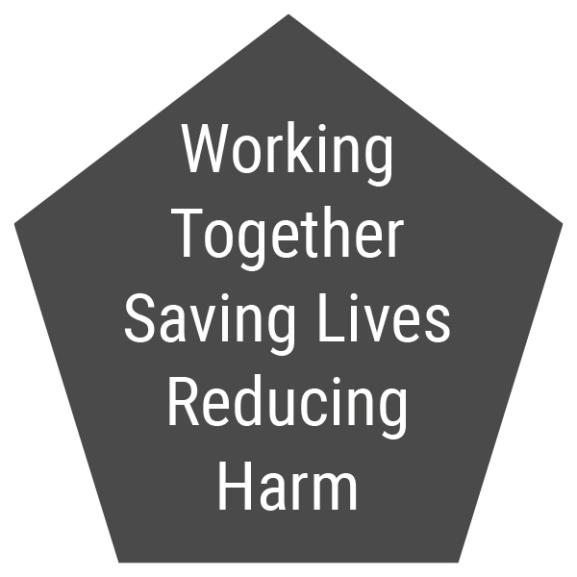 Working
Together
Saving Lives
Reducing
Harm